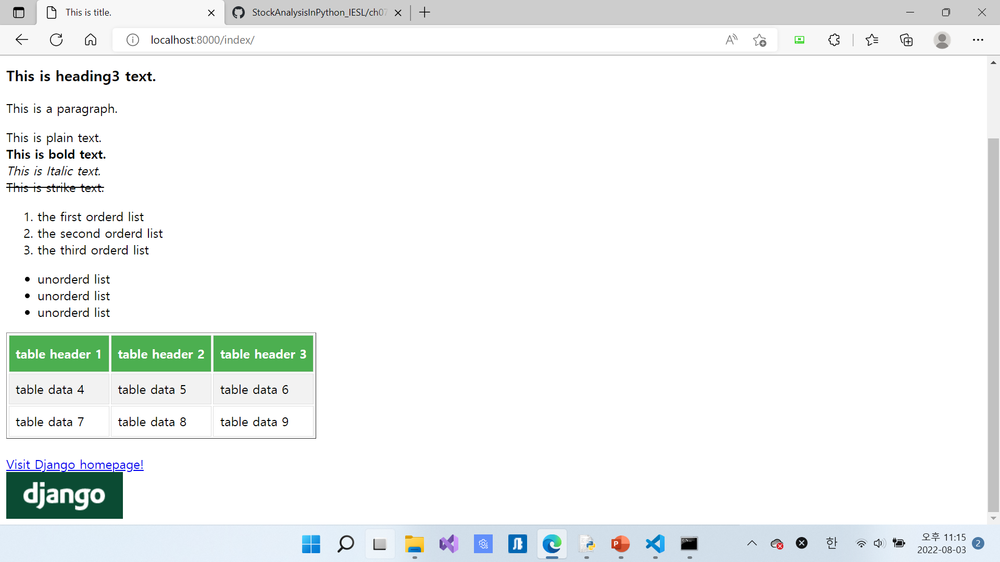 This is title.
StockAnalysisInPython_IESL/ch07
localhost:8000/index/
This is heading3 text.
This is a paragraph.
This is plain text.
This is bold text.
This is Italic text.
This is strike text.
1. the first orderd list
2. the second orderd list
3. the third orderd list
• unorderd list
• unorderd list
• unorderd list
table header 1 table header 2 table header 3
table data 4 table data 5 table data 6
table data 7 table data 8 table data 9
Visit Django homepage!
django
한
오후 11:15
2022-08-03
2